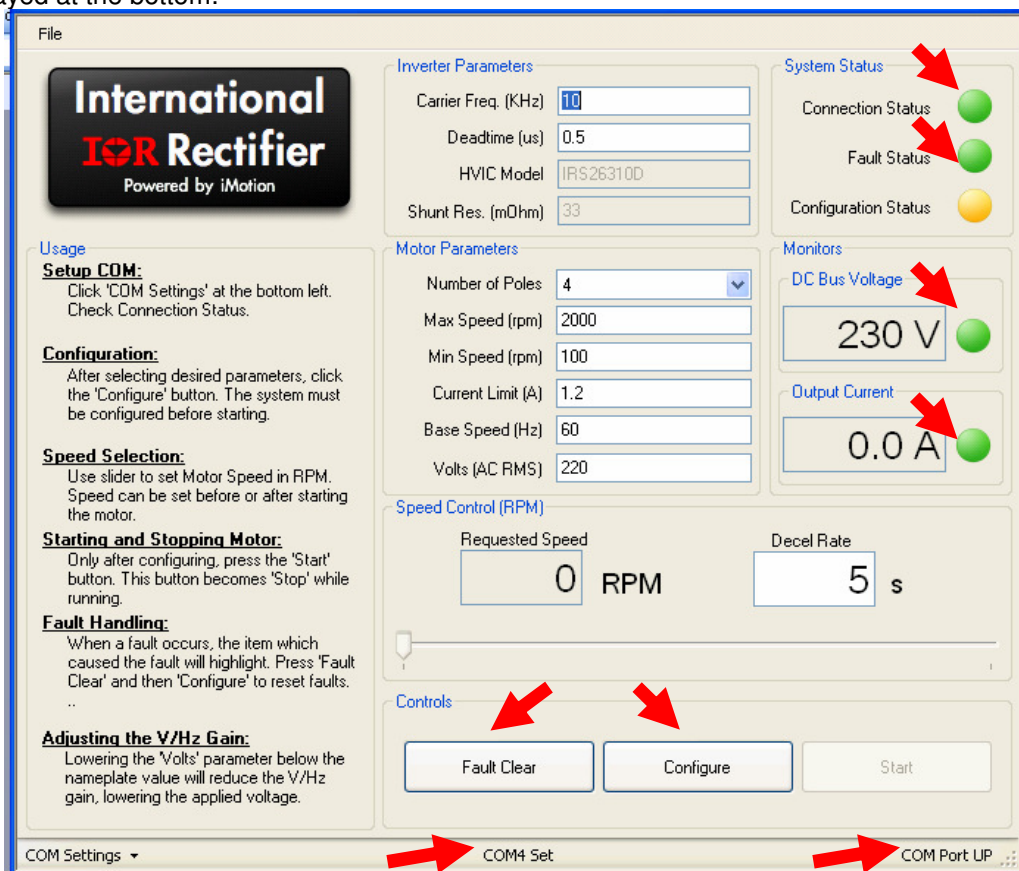 ayed at the bottom.
File
International
IOR Rectifier
Powered by iMotion
Usage
Setup COM:
Click 'COM Settings' at the bottom left.
Check Connection Status.
Configuration:
After selecting desired parameters, click
the 'Configure' button. The system must
be configured before starting.
Speed Selection:
Use slider to set Motor Speed in RPM.
Speed can be set before or after starting
the motor.
Starting and Stopping Motor:
Only after configuring, press the 'Start'
button. This button becomes 'Stop' while
running.
Fault Handling:
When a fault occurs, the item which
caused the fault will highlight. Press 'Fault
Clear' and then 'Configure' to reset faults.
..
Adjusting the V/Hz Gain:
Lowering the 'Volts' parameter below the
nameplate value will reduce the V/Hz
gain, lowering the applied voltage.
Inverter Parameters
Carrier Freq. (KHz) 10
Deadtime (us) 0.5
HVIC Model IRS26310D
Shunt Res. (mOhm) 33
Motor Parameters
Number of Poles 4
Max Speed (rpm) 2000
Min Speed (rpm) 100
Current Limit (A) 1.2
Base Speed (Hz) 60
Volts (AC RMS) 220
System Status
Connection Status
Fault Status
Configuration Status
Monitors
DC Bus Voltage
230 V
Output Current
0.0 A
Speed Control (RPM)
Requested Speed Decel Rate
0 RPM 5 s
Controls
Fault Clear Configure Start
COM Settings COM4 Set COM Port UP